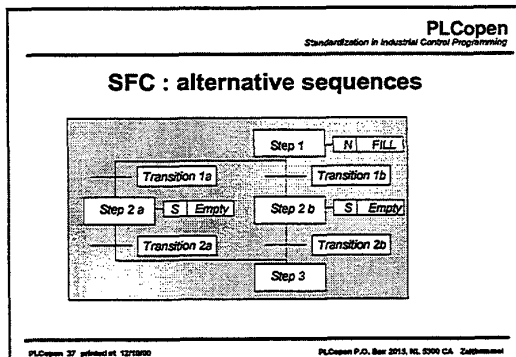 PLCopen
Standardization in Industrial Control Programming
SFC : alternative sequences
Step 1 N FILL
Transition 1a Transition 1b
Step 2 a S Empty Step 2 b S Empty
Transition 2a Transition 2b
Step 3
PLCopen 37 printed at 12/10/00 PLCopen P.O. Box 2015, NL 5300 CA Zaltbommel